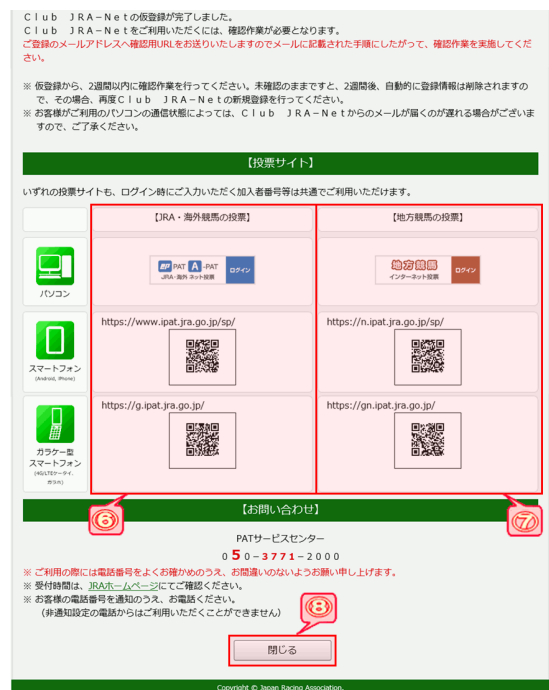 Ｃｌｕｂ　ＪＲＡ－Ｎｅｔの仮登録が完了しました。
Ｃｌｕｂ　ＪＲＡ－Ｎｅｔをご利用いただくには、確認作業が必要となります。
ご登録のメールアドレスへ確認用URLをお送りいたしますのでメールに記載された手順にしたがって、確認作業を実施してくだ
さい。
※ 仮登録から、2週間以内に確認作業を行ってください。未確認のままですと、2週間後、自動的に登録情報は削除されますの
で、その場合、再度Ｃｌｕｂ　ＪＲＡ－Ｎｅｔの新規登録を行ってください。
※ お客様がご利用のパソコンの通信状態によっては、Ｃｌｕｂ　ＪＲＡ－Ｎｅｔからのメールが届くのが遅れる場合がございま
すので、ご了承ください。
【投票サイト】
いずれの投票サイトも、ログイン時にご入力いただく加入者番号等は共通でご利用いただけます。
【JRA・海外競馬の投票】
【地方競馬の投票】
パソコン
即PAT A-PAT
JRA・海外 ネット投票
ログイン
地方競馬
インターネット投票
ログイン
スマートフォン
(Android, iPhone)
https://www.ipat.jra.go.jp/sp/
https://n.ipat.jra.go.jp/sp/
ガラケー型
スマートフォン
(4G/LTEケータイ、
ガラホ)
https://g.ipat.jra.go.jp/
https://gn.ipat.jra.go.jp/
⑥
⑦
【お問い合わせ】
PATサービスセンター
０５０－３７７１－２０００
※ ご利用の際には電話番号をよくお確かめのうえ、お間違いのないようお願い申し上げます。
※ 受付時間は、JRAホームページにてご確認ください。
※ お客様の電話番号を通知のうえ、お電話ください。
（非通知設定の電話からはご利用いただくことができません）
⑧
閉じる
Copyright © Japan Racing Association.